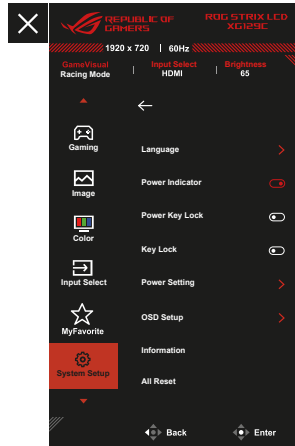 REPUBLIC OF
GAMERS
ROG STRIX LCD
XG129C
1920 x 720 | 60Hz
GameVisual
Racing Mode
Input Select
HDMI
Brightness
65
Gaming
Image
Color
Input Select
MyFavorite
System Setup
Language
Power Indicator
Power Key Lock
Key Lock
Power Setting
OSD Setup
Information
All Reset
Back
Enter